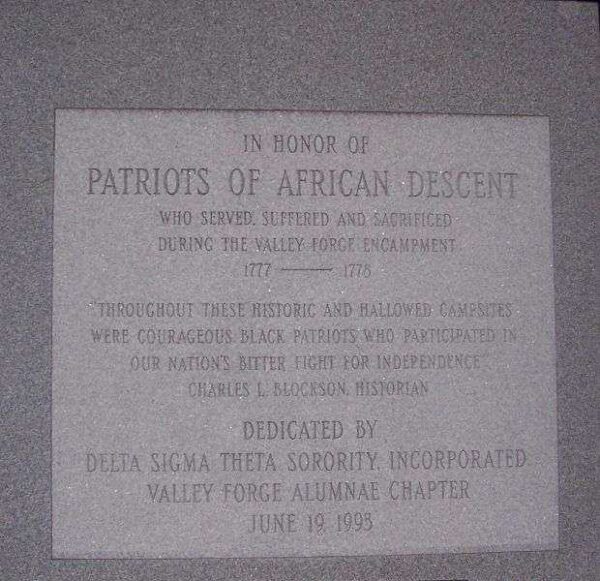 IN HONOR OF
PATRIOTS OF AFRICAN DESCENT
WHO SERVED, SUFFERED AND SACRIFICED
DURING THE VALLEY FORGE ENCAMPMENT
1777 — 1778
"THROUGHOUT THESE HISTORIC AND HALLOWED CAMPSITES
WERE COURAGEOUS BLACK PATRIOTS WHO PARTICIPATED IN
OUR NATION'S BITTER FIGHT FOR INDEPENDENCE
CHARLES L. BLOCKSON, HISTORIAN
DEDICATED BY
DELTA SIGMA THETA SORORITY, INCORPORATED
VALLEY FORGE ALUMNAE CHAPTER
JUNE 19, 1993